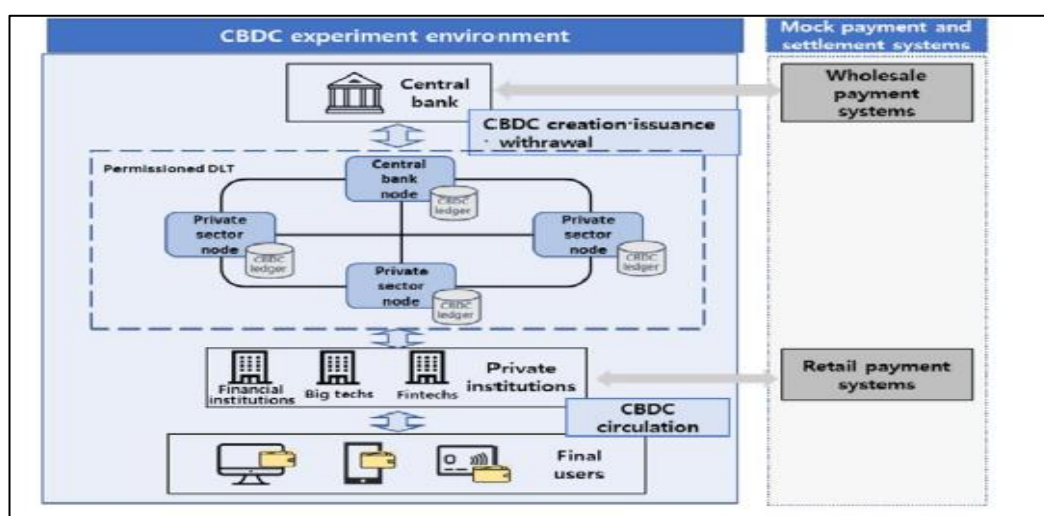 CBDC experiment environment
Mock payment and
settlement systems
Central
bank
Wholesale
payment
systems
CBDC creation·issuance
· withrawal
Permissioned DLT
Central
bank
node
CBDC
ledger
Private
sector
node
CBDC
ledger
Private
sector
node
CBDC
ledger
Private
sector
node
CBDC
ledger
Financial
institutions
Big techs
Fintechs
Private
institutions
Retail payment
systems
CBDC
circulation
Final
users